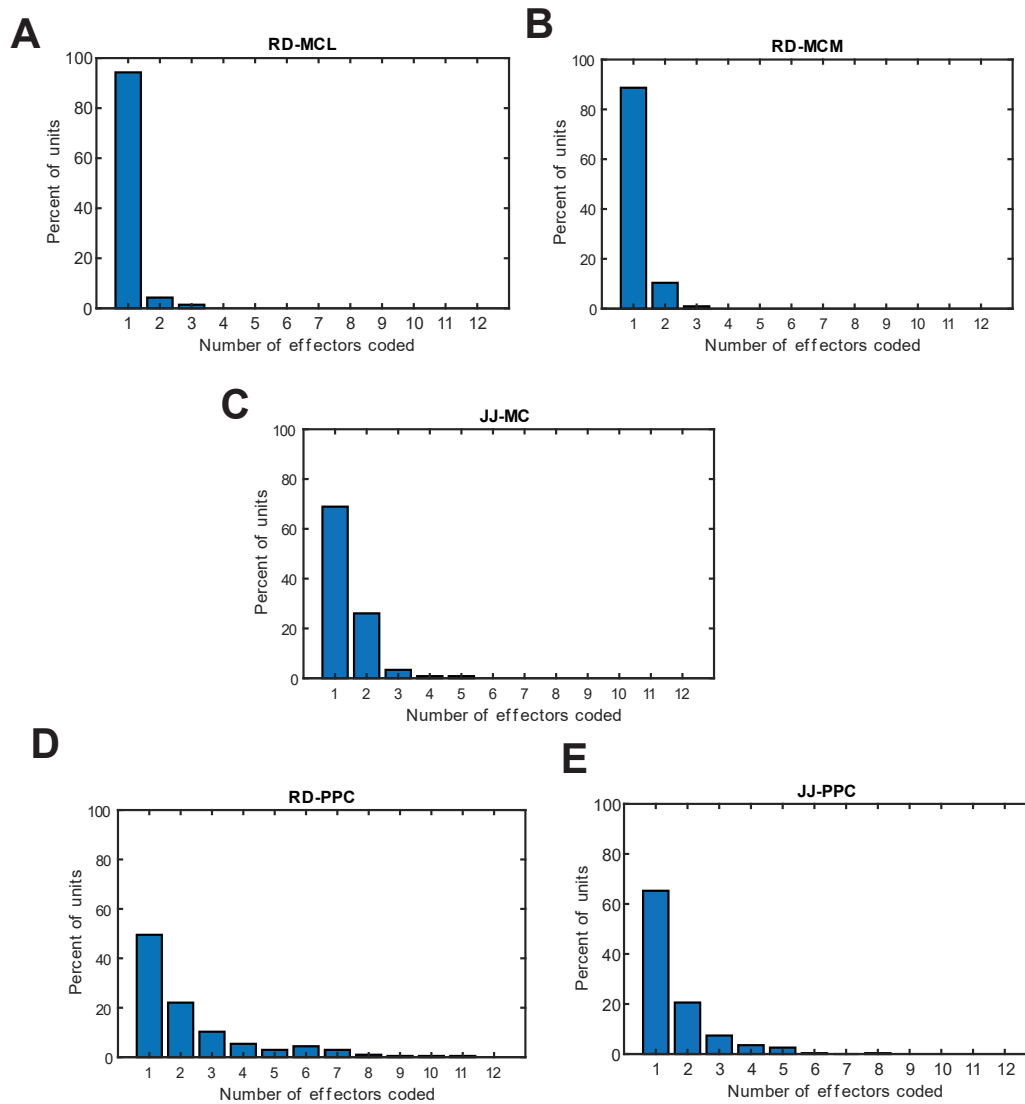 A
RD-MCL
Percent of units
100
80
60
40
20
0
1 2 3 4 5 6 7 8 9 10 11 12
Number of effectors coded
B
RD-MCM
Percent of units
100
80
60
40
20
0
1 2 3 4 5 6 7 8 9 10 11 12
Number of effectors coded
C
JJ-MC
Percent of units
100
80
60
40
20
0
1 2 3 4 5 6 7 8 9 10 11 12
Number of effectors coded
D
RD-PPC
Percent of units
100
80
60
40
20
0
1 2 3 4 5 6 7 8 9 10 11 12
Number of effectors coded
E
JJ-PPC
Percent of units
100
80
60
40
20
0
1 2 3 4 5 6 7 8 9 10 11 12
Number of effectors coded